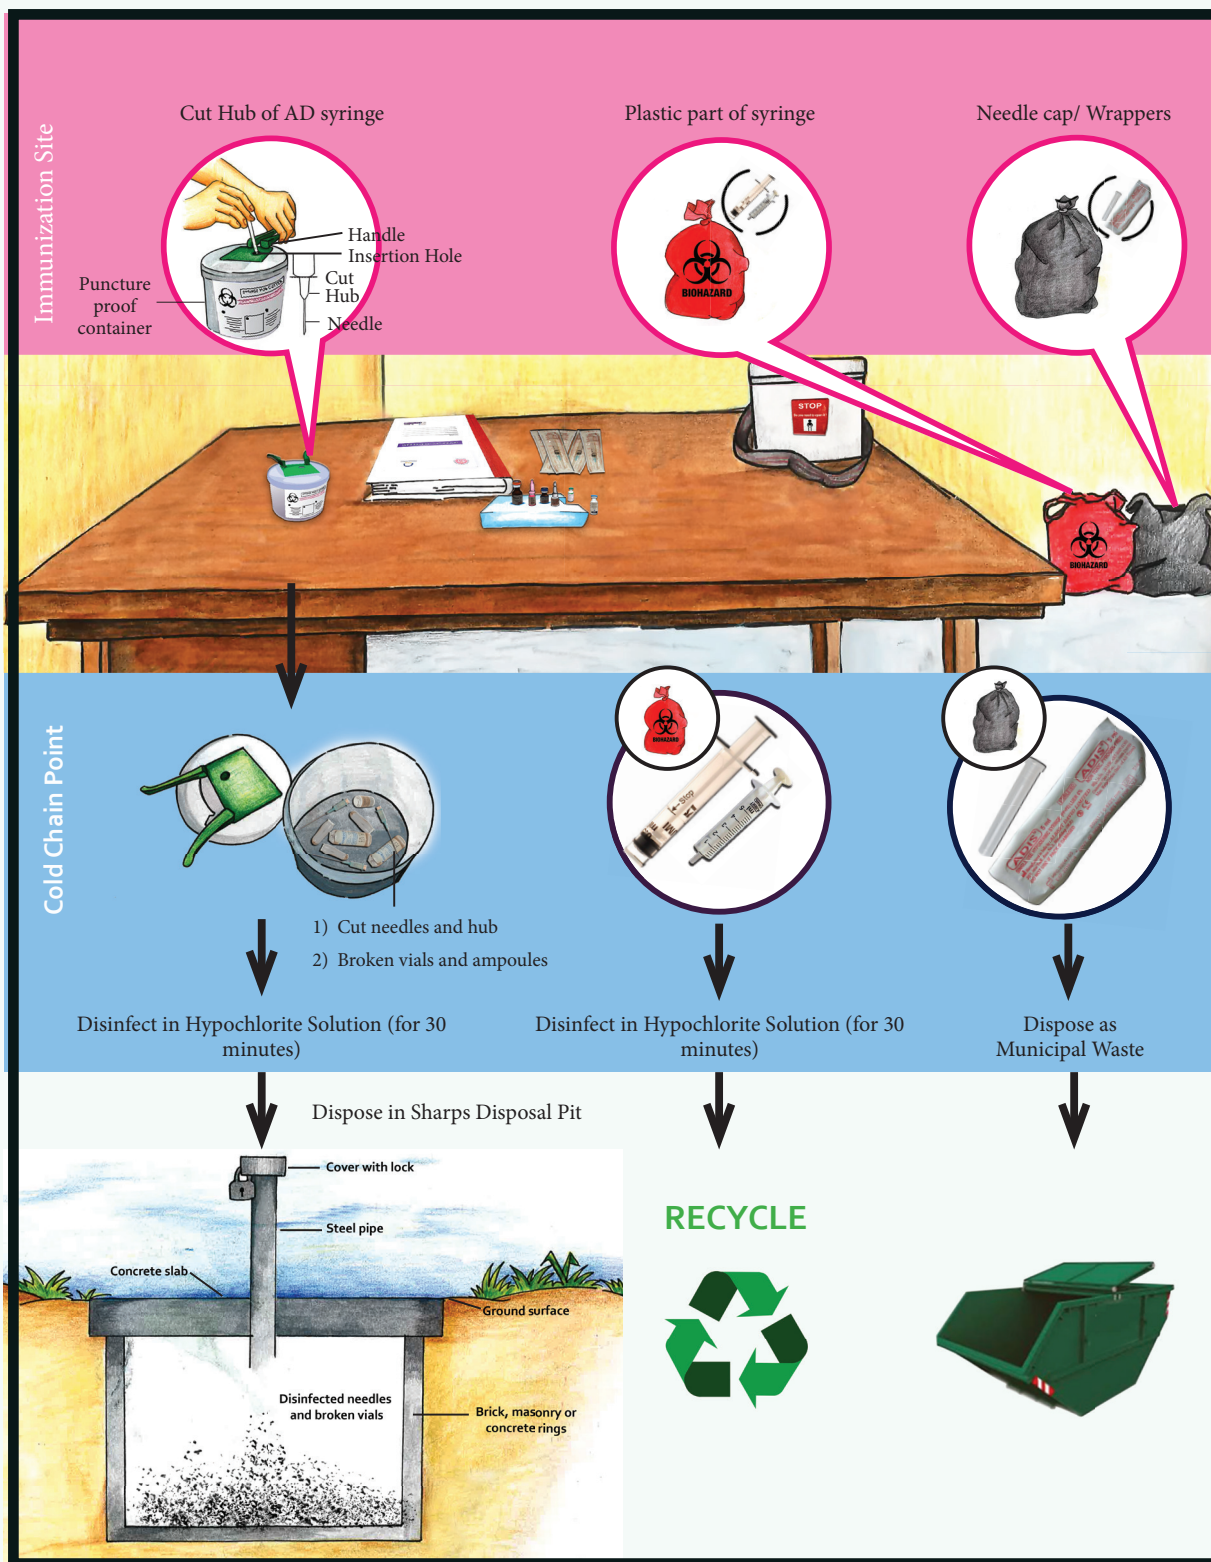 Immunization Site
Cut Hub of AD syringe
Plastic part of syringe
Needle cap/ Wrappers
Handle
Insertion Hole
Cut
Hub
Needle
Puncture
proof
container
BIOHAZARD
STOP
BIOHAZARD
Cold Chain Point
BIOHAZARD
Stop
1) Cut needles and hub
2) Broken vials and ampoules
Disinfect in Hypochlorite Solution (for 30
minutes)
Disinfect in Hypochlorite Solution (for 30
minutes)
Dispose as
Municipal Waste
Dispose in Sharps Disposal Pit
Cover with lock
Steel pipe
Concrete slab
Ground surface
Disinfected needles
and broken vials
Brick, masonry or
concrete rings
RECYCLE